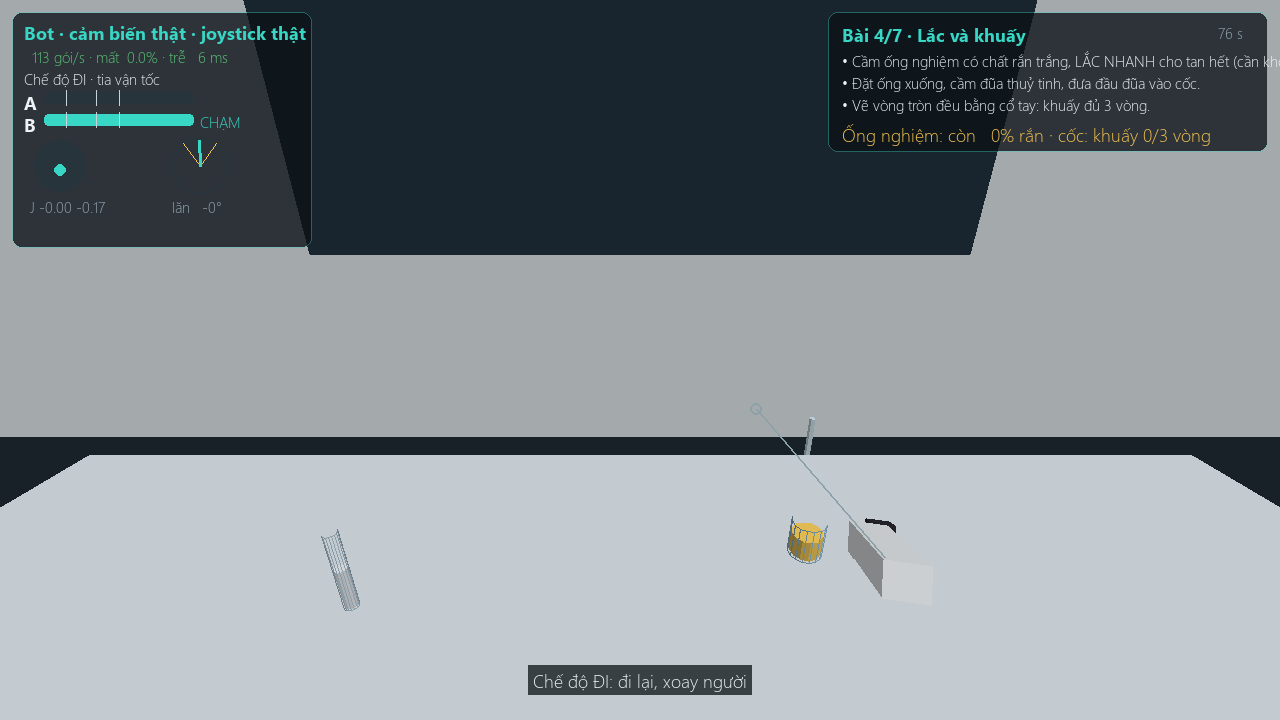 Bot · cảm biến thật · joystick thật
113 gói/s · mất 0.0% · trễ 6 ms
Chế độ ĐI · tia vận tốc
A
B CHẠM
J -0.00 -0.17 lăn -0°
Bài 4/7 · Lắc và khuấy 76 s
• Cầm ống nghiệm có chất rắn trắng, LẮC NHANH cho tan hết (cần
• Đặt ống xuống, cầm đũa thuỷ tinh, đưa đầu đũa vào cốc.
• Vẽ vòng tròn đều bằng cổ tay: khuấy đủ 3 vòng.
Ống nghiệm: còn 0% rắn · cốc: khuấy 0/3 vòng
Chế độ ĐI: đi lại, xoay người